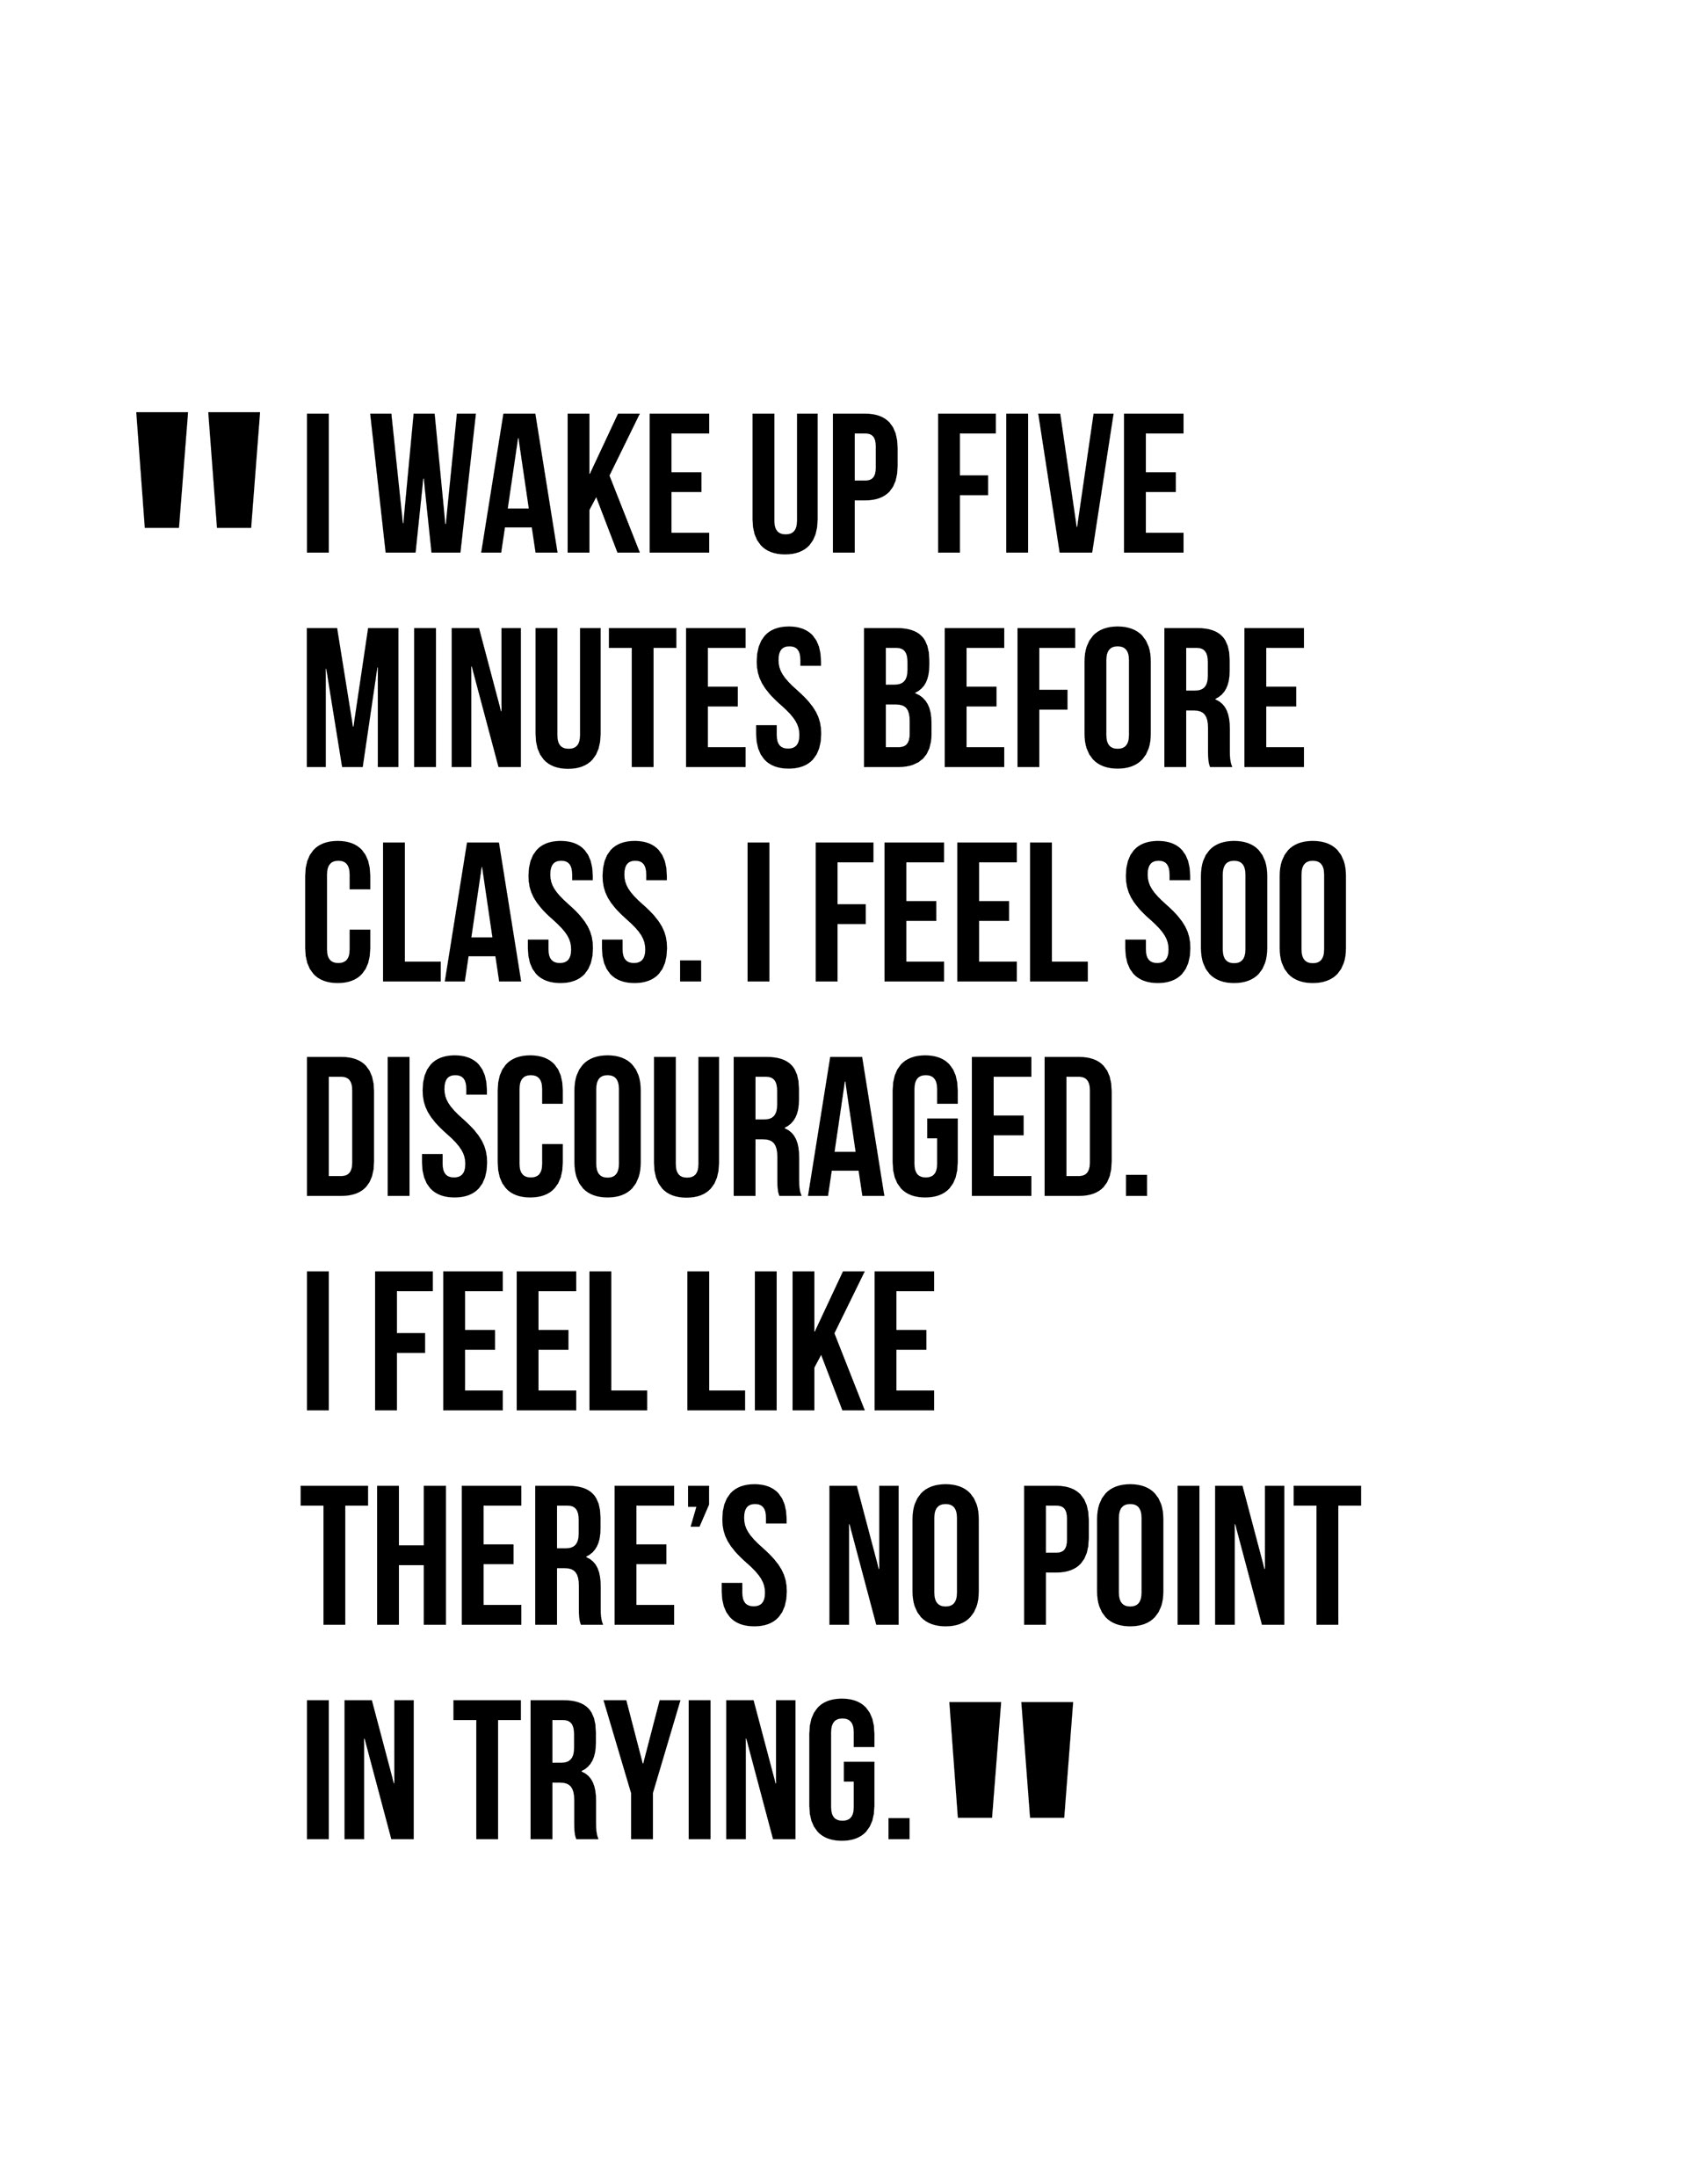 "I WAKE UP FIVE
MINUTES BEFORE
CLASS. I FEEL SOO
DISCOURAGED.
I FEEL LIKE
THERE’S NO POINT
IN TRYING."